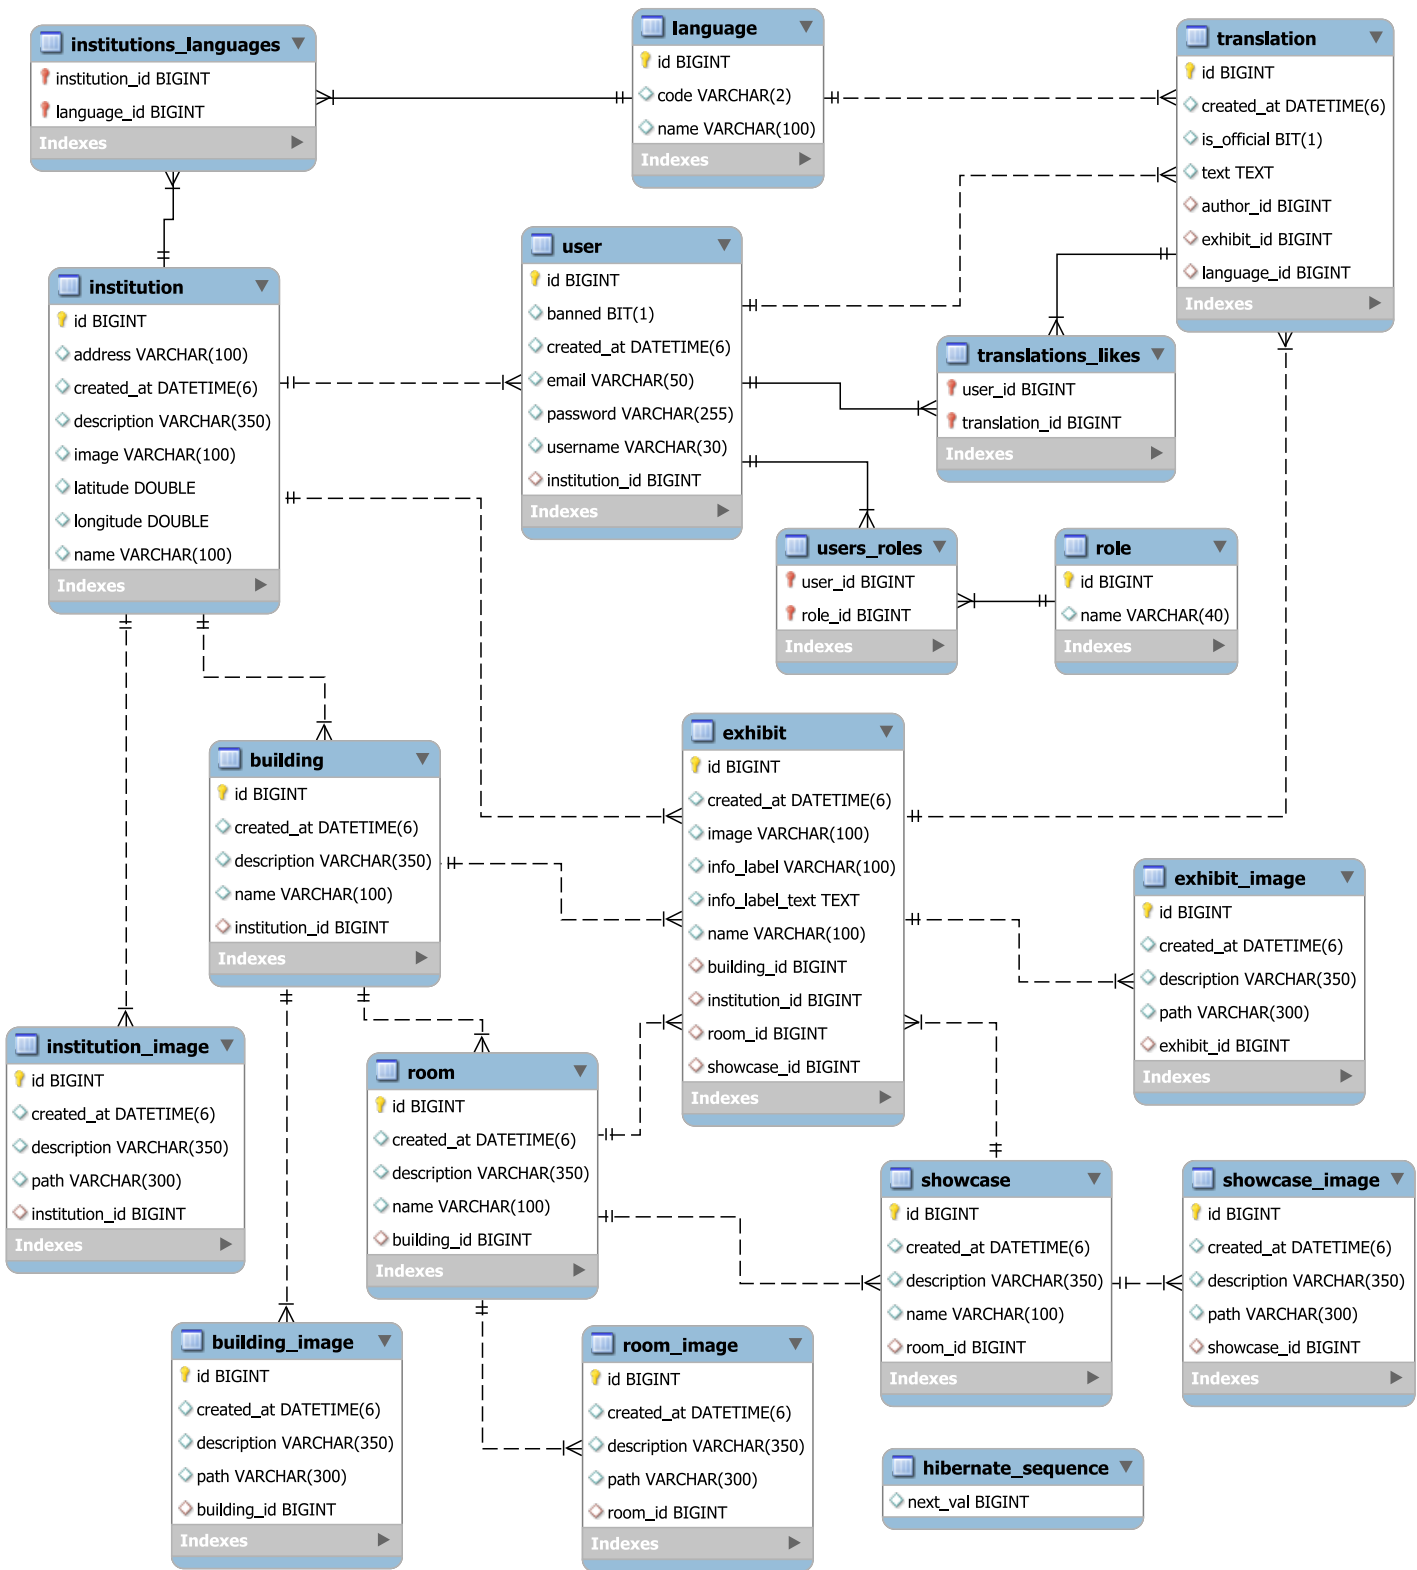 institutions_languages
institution_id BIGINT
language_id BIGINT
Indexes
language
id BIGINT
code VARCHAR(2)
name VARCHAR(100)
Indexes
translation
id BIGINT
created_at DATETIME(6)
is_official BIT(1)
text TEXT
author_id BIGINT
exhibit_id BIGINT
language_id BIGINT
Indexes
institution
id BIGINT
address VARCHAR(100)
created_at DATETIME(6)
description VARCHAR(350)
image VARCHAR(100)
latitude DOUBLE
longitude DOUBLE
name VARCHAR(100)
Indexes
user
id BIGINT
banned BIT(1)
created_at DATETIME(6)
email VARCHAR(50)
password VARCHAR(255)
username VARCHAR(30)
institution_id BIGINT
Indexes
translations_likes
user_id BIGINT
translation_id BIGINT
Indexes
users_roles
user_id BIGINT
role_id BIGINT
Indexes
role
id BIGINT
name VARCHAR(40)
Indexes
building
id BIGINT
created_at DATETIME(6)
description VARCHAR(350)
name VARCHAR(100)
institution_id BIGINT
Indexes
exhibit
id BIGINT
created_at DATETIME(6)
image VARCHAR(100)
info_label VARCHAR(100)
info_label_text TEXT
name VARCHAR(100)
building_id BIGINT
institution_id BIGINT
room_id BIGINT
showcase_id BIGINT
Indexes
exhibit_image
id BIGINT
created_at DATETIME(6)
description VARCHAR(350)
path VARCHAR(300)
exhibit_id BIGINT
Indexes
institution_image
id BIGINT
created_at DATETIME(6)
description VARCHAR(350)
path VARCHAR(300)
institution_id BIGINT
Indexes
room
id BIGINT
created_at DATETIME(6)
description VARCHAR(350)
name VARCHAR(100)
building_id BIGINT
Indexes
showcase
id BIGINT
created_at DATETIME(6)
description VARCHAR(350)
name VARCHAR(100)
room_id BIGINT
Indexes
showcase_image
id BIGINT
created_at DATETIME(6)
description VARCHAR(350)
path VARCHAR(300)
showcase_id BIGINT
Indexes
building_image
id BIGINT
created_at DATETIME(6)
description VARCHAR(350)
path VARCHAR(300)
building_id BIGINT
Indexes
room_image
id BIGINT
created_at DATETIME(6)
description VARCHAR(350)
path VARCHAR(300)
room_id BIGINT
Indexes
hibernate_sequence
next_val BIGINT